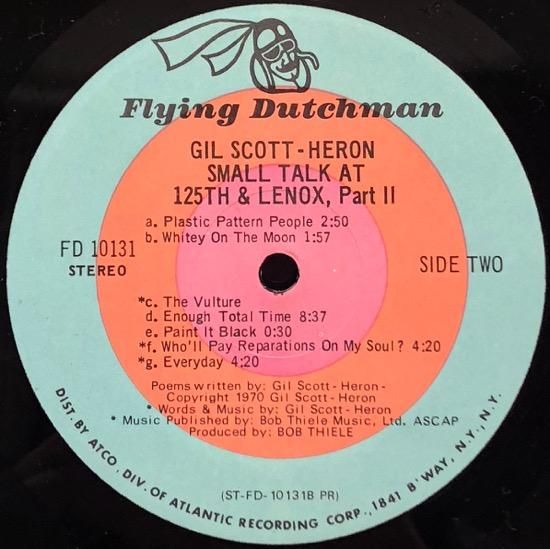 Flying Dutchman
GIL SCOTT-HERON
SMALL TALK AT
125TH & LENOX, Part II
a. Plastic Pattern People 2:50
b. Whitey On The Moon 1:57
FD 10131
STEREO
SIDE TWO
*c. The Vulture
d. Enough Total Time 8:37
e. Paint It Black 0:30
*f. Who'll Pay Reparations On My Soul? 4:20
*g. Everyday 4:20
Poems written by: Gil Scott-Heron-
Copyright 1970 Gil Scott-Heron
* Words & Music by: Gil Scott-Heron
* Music Published by: Bob Thiele Music, Ltd. ASCAP
Produced by: BOB THIELE
(ST-FD-10131B PR)
DIST. BY ATCO, DIV. OF ATLANTIC RECORDING CORP., 1841 B'WAY, N.Y., N.Y.